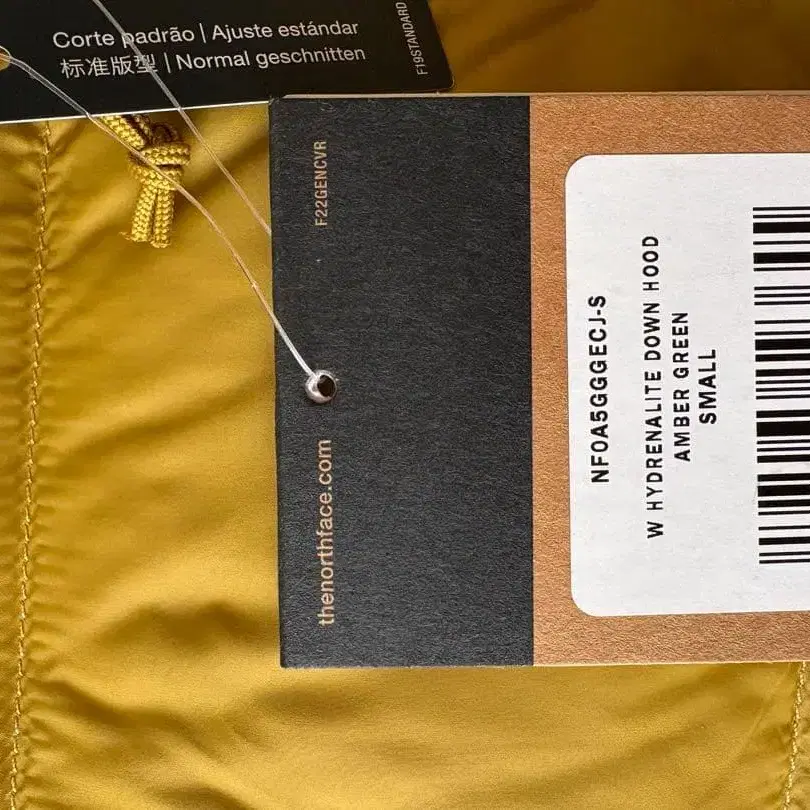 Corte padrão | Ajuste estándar
标准版型 | Normal geschnitten
F19STANDARD
F22GENCVR
thenorthface.com
NF0A5GGGECJ-S
W HYDRENALITE DOWN HOOD
AMBER GREEN
SMALL